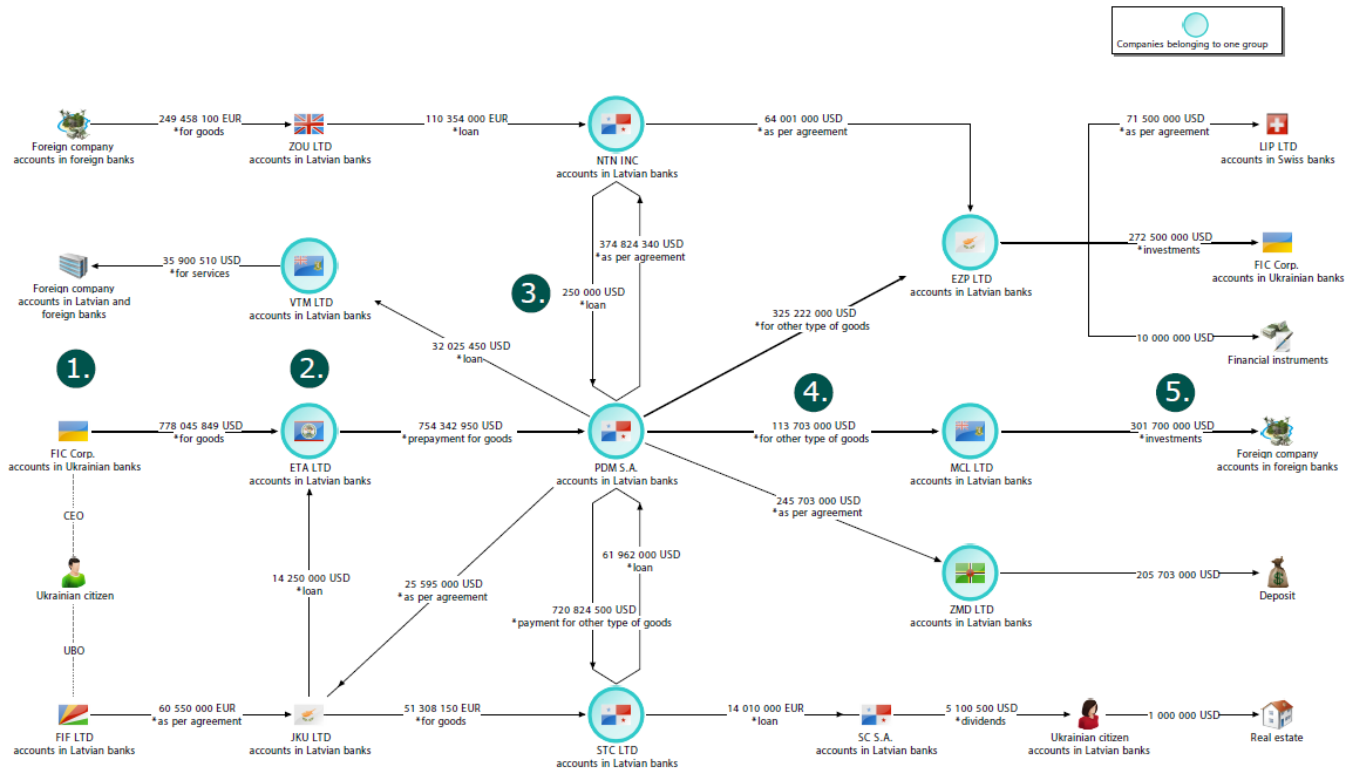 Companies belonging to one group
249 458 100 EUR
*for goods
110 354 000 EUR
*loan
64 001 000 USD
*as per agreement
71 500 000 USD
*as per agreement
Foreign company
accounts in foreign banks
ZOU LTD
accounts in Latvian banks
NTN INC
accounts in Latvian banks
LIP LTD
accounts in Swiss banks
374 824 340 USD
*as per agreement
35 900 510 USD
*for services
272 500 000 USD
*investments
Foreign company
accounts in Latvian and
foreign banks
VTM LTD
accounts in Latvian banks
3.
250 000 USD
*loan
EZP LTD
accounts in Latvian banks
FIC Corp.
accounts in Ukrainian banks
325 222 000 USD
*for other type of goods
32 025 450 USD
*loan
10 000 000 USD
Financial instruments
1.
2.
4.
5.
778 045 849 USD
*for goods
754 342 950 USD
*prepayment for goods
113 703 000 USD
*for other type of goods
301 700 000 USD
*investments
FIC Corp.
accounts in Ukrainian banks
ETA LTD
accounts in Latvian banks
PDM S.A.
accounts in Latvian banks
MCL LTD
accounts in Latvian banks
Foreign company
accounts in foreign banks
CEO
245 703 000 USD
*as per agreement
14 250 000 USD
*loan
25 595 000 USD
*as per agreement
61 962 000 USD
*loan
Ukrainian citizen
720 824 500 USD
*payment for other type of goods
205 703 000 USD
ZMD LTD
accounts in Latvian banks
Deposit
UBO
60 550 000 EUR
*as per agreement
51 308 150 EUR
*for goods
14 010 000 EUR
*loan
5 100 500 USD
*dividends
1 000 000 USD
FIF LTD
accounts in Latvian banks
JKU LTD
accounts in Latvian banks
STC LTD
accounts in Latvian banks
SC S.A.
accounts in Latvian banks
Ukrainian citizen
accounts in Latvian banks
Real estate